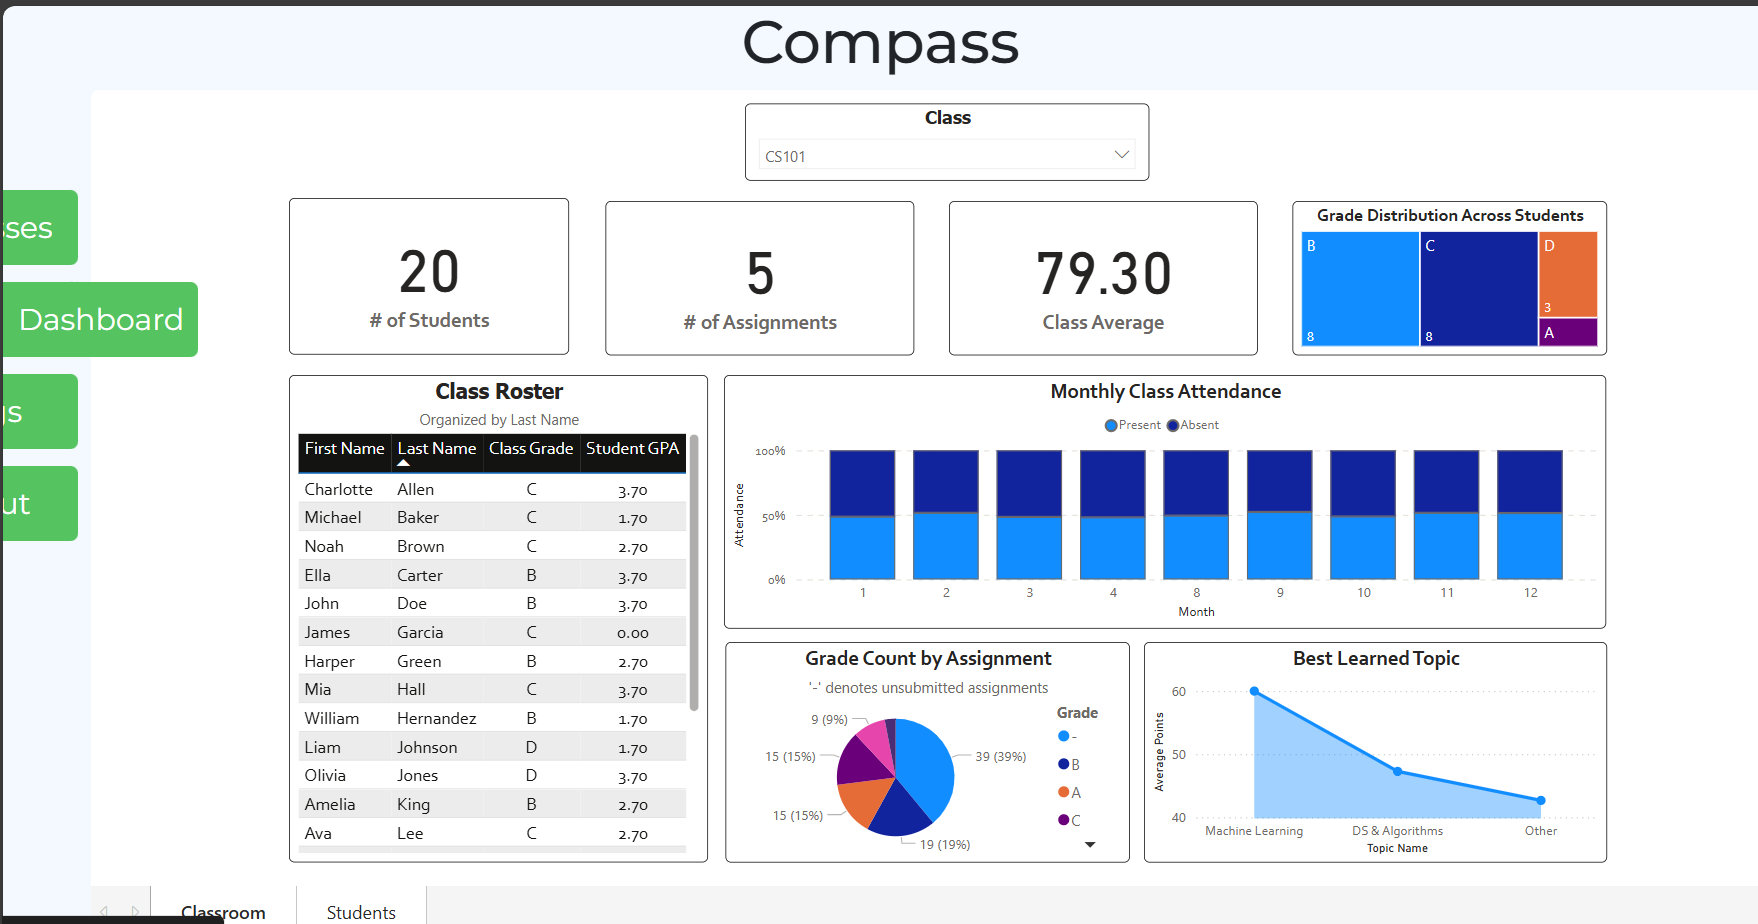 Compass
Class
CS101
sses
Dashboard
gs
ut
20
# of Students
5
# of Assignments
79.30
Class Average
Grade Distribution Across Students
B
8
C
8
D
3
A
Class Roster
Organized by Last Name
First Name Last Name Class Grade Student GPA
Charlotte Allen C 3.70
Michael Baker C 1.70
Noah Brown C 2.70
Ella Carter B 3.70
John Doe B 3.70
James Garcia C 0.00
Harper Green B 2.70
Mia Hall C 3.70
William Hernandez B 1.70
Liam Johnson D 1.70
Olivia Jones D 3.70
Amelia King B 2.70
Ava Lee C 2.70
Monthly Class Attendance
Present Absent
Attendance
100%
50%
0%
1 2 3 4 8 9 10 11 12
Month
Grade Count by Assignment
'-' denotes unsubmitted assignments
9 (9%)
15 (15%)
15 (15%)
39 (39%)
19 (19%)
Grade
-
B
A
C
Best Learned Topic
Average Points
60
50
40
Machine Learning DS & Algorithms Other
Topic Name
Classroom Students